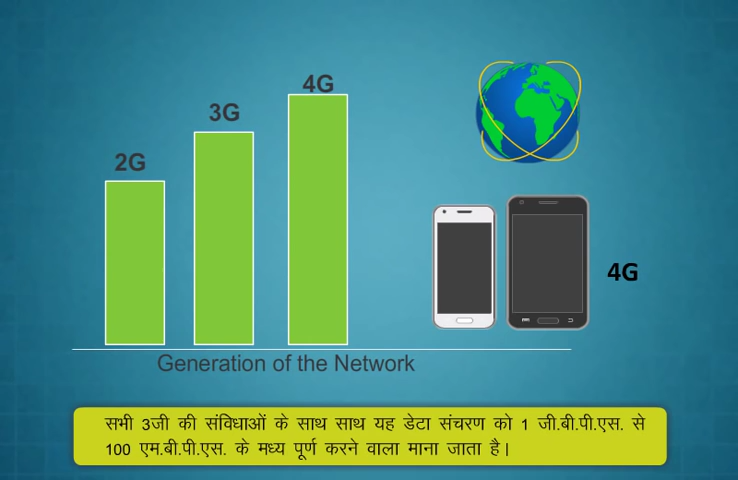 4G
3G
2G
4G
Generation of the Network
सभी 3जी की संविधाओं के साथ साथ यह डेटा संचरण को 1 जी.बी.पी.एस. से
100 एम.बी.पी.एस. के मध्य पूर्ण करने वाला माना जाता है।